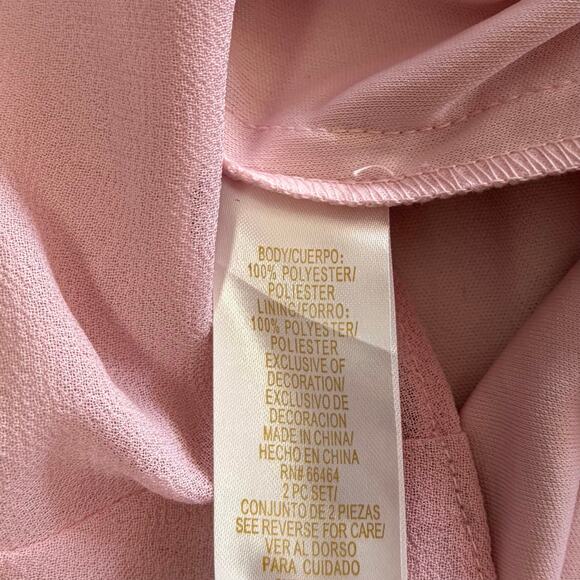 BODY/CUERPO:
100% POLYESTER/
POLIESTER
LINING/FORRO:
100% POLYESTER/
POLIESTER
EXCLUSIVE OF
DECORATION/
EXCLUSIVO DE
DECORACION
MADE IN CHINA/
HECHO EN CHINA
RN# 66464
2 PC SET/
CONJUNTO DE 2 PIEZAS
SEE REVERSE FOR CARE/
VER AL DORSO
PARA CUIDADO